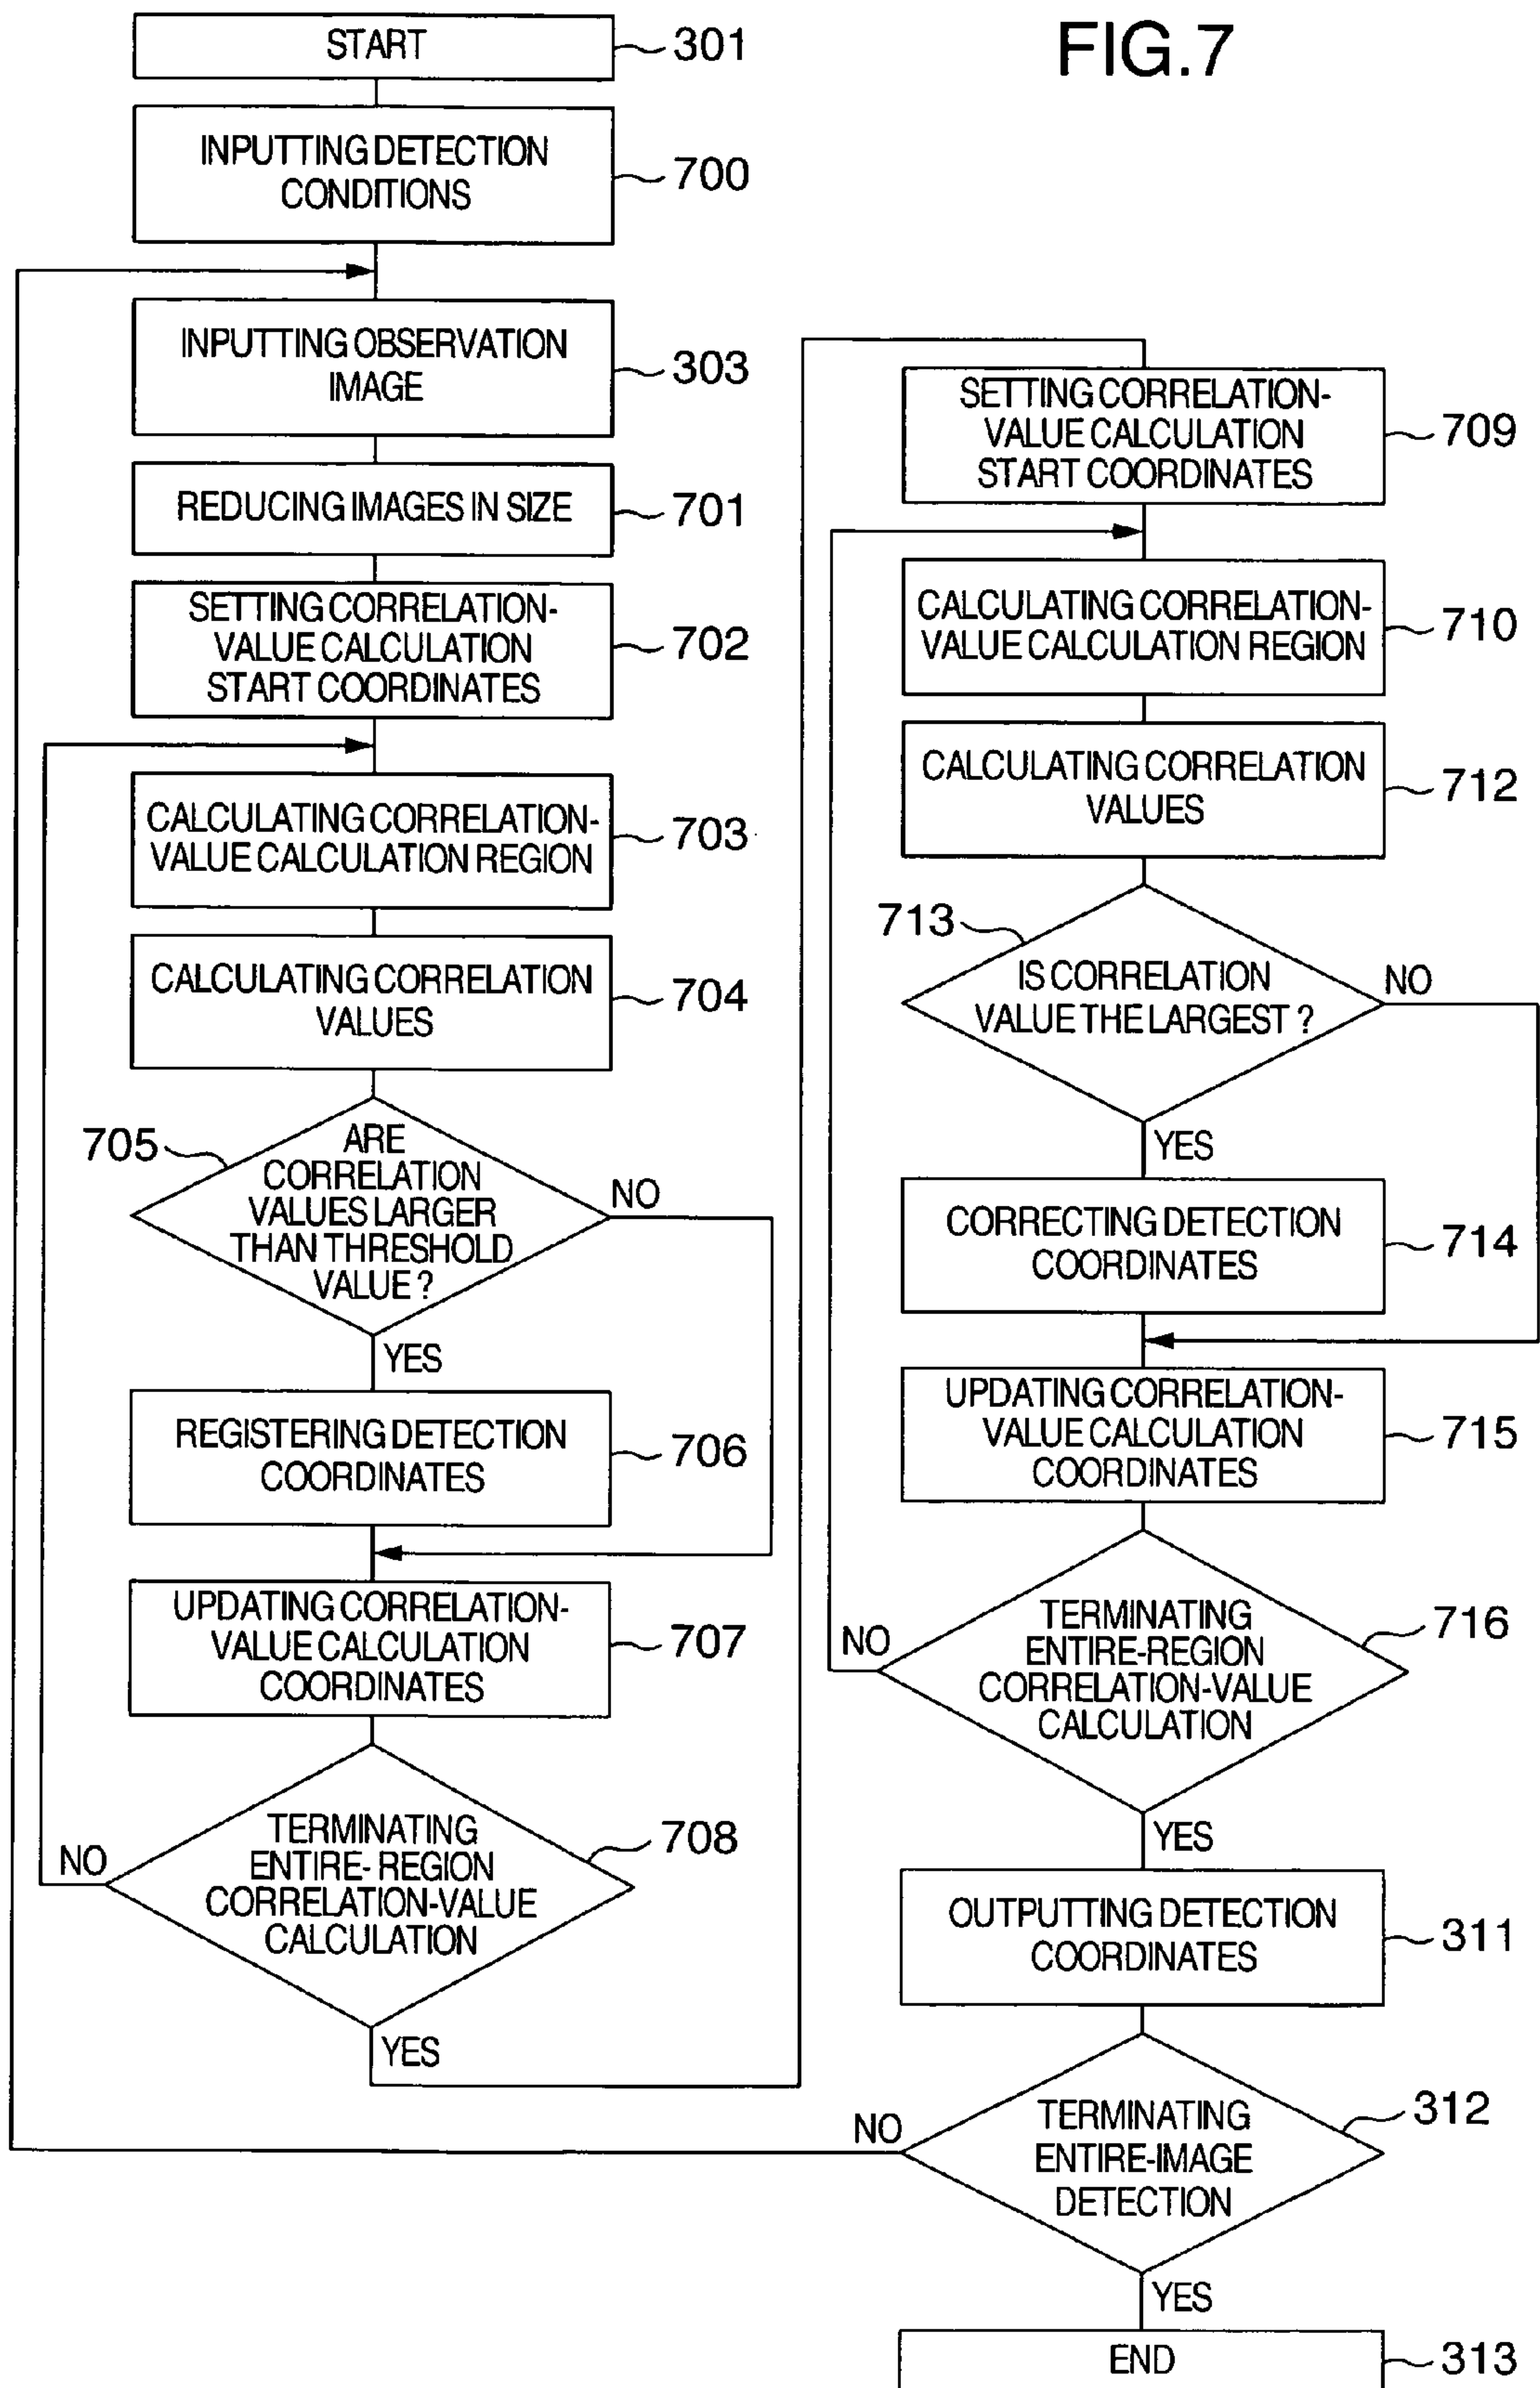 FIG.7
START
301
INPUTTING DETECTION
CONDITIONS
700
INPUTTING OBSERVATION
IMAGE
303
REDUCING IMAGES IN SIZE
701
SETTING CORRELATION-
VALUE CALCULATION
START COORDINATES
702
CALCULATING CORRELATION-
VALUE CALCULATION REGION
703
CALCULATING CORRELATION
VALUES
704
705
ARE
CORRELATION
VALUES LARGER
THAN THRESHOLD
VALUE ?
NO
YES
REGISTERING DETECTION
COORDINATES
706
UPDATING CORRELATION-
VALUE CALCULATION
COORDINATES
707
TERMINATING
ENTIRE- REGION
CORRELATION-VALUE
CALCULATION
708
NO
YES
SETTING CORRELATION-
VALUE CALCULATION
START COORDINATES
709
CALCULATING CORRELATION-
VALUE CALCULATION REGION
710
CALCULATING CORRELATION
VALUES
712
713
IS CORRELATION
VALUE THE LARGEST ?
NO
YES
CORRECTING DETECTION
COORDINATES
714
UPDATING CORRELATION-
VALUE CALCULATION
COORDINATES
715
TERMINATING
ENTIRE-REGION
CORRELATION-VALUE
CALCULATION
716
NO
YES
OUTPUTTING DETECTION
COORDINATES
311
TERMINATING
ENTIRE-IMAGE
DETECTION
312
NO
YES
END
313